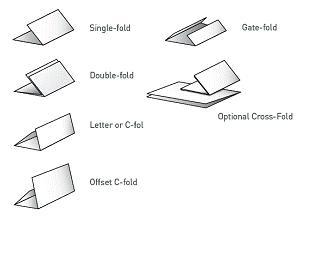 Single-fold
Gate-fold
Double-fold
Optional Cross-Fold
Letter or C-fol
Offset C-fold